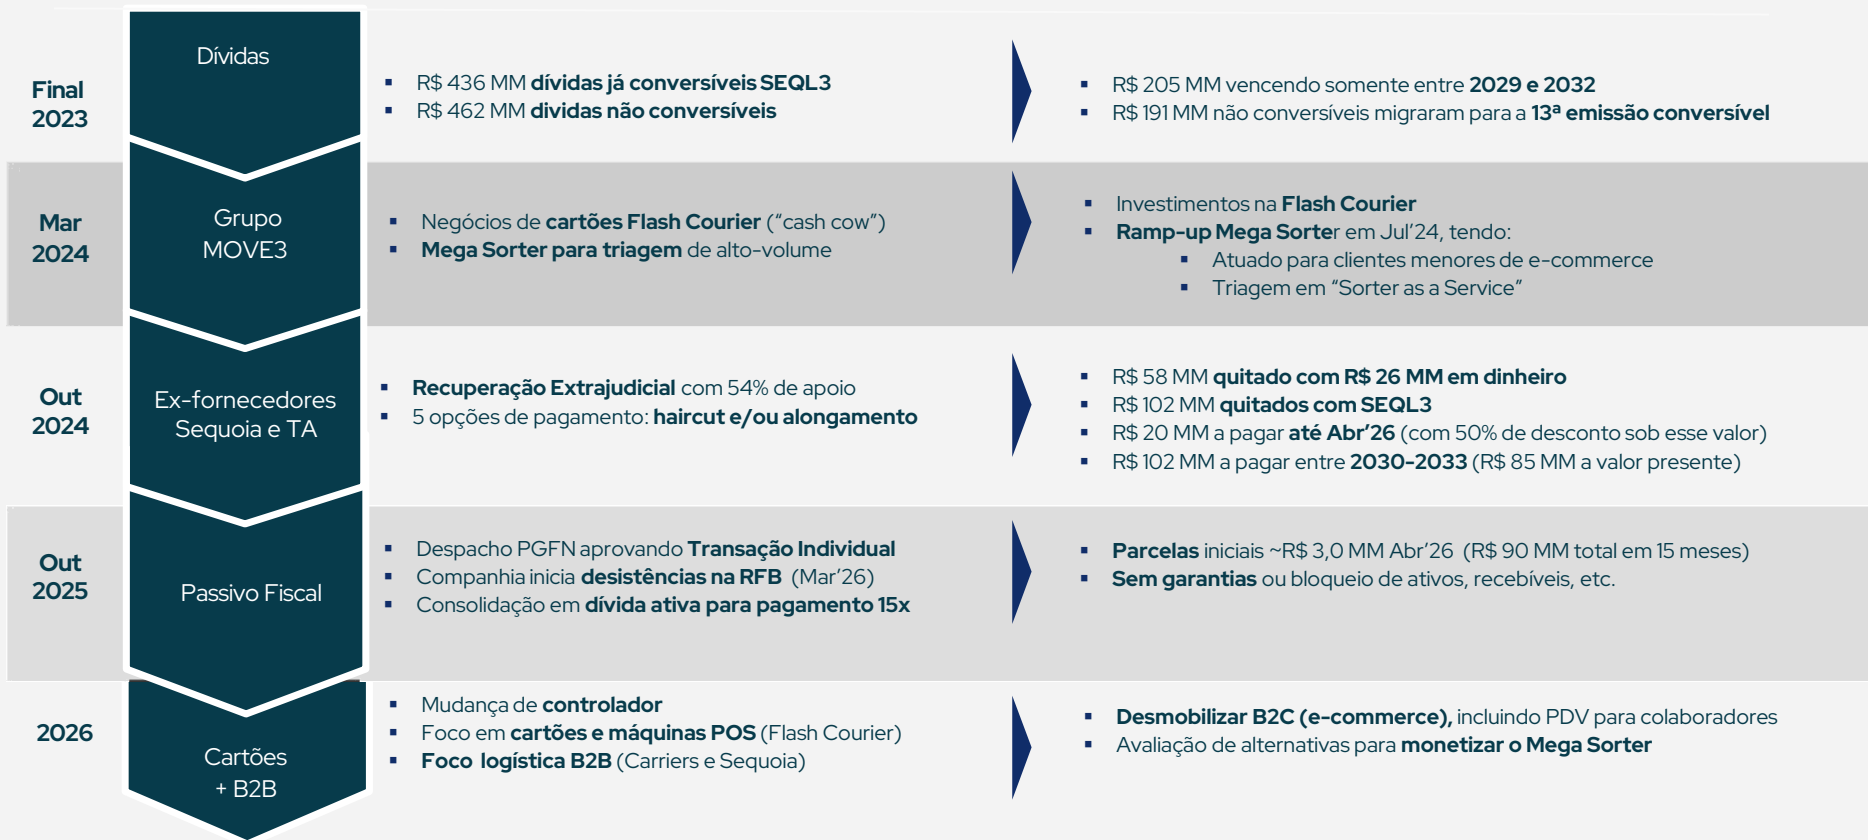 Final
2023
Dívidas
▪ R$ 436 MM dívidas já conversíveis SEQL3
▪ R$ 462 MM dividas não conversíveis
▪ R$ 205 MM vencendo somente entre 2029 e 2032
▪ R$ 191 MM não conversíveis migraram para a 13ª emissão conversível
Mar
2024
Grupo
MOVE3
▪ Negócios de cartões Flash Courier (“cash cow”)
▪ Mega Sorter para triagem de alto-volume
▪ Investimentos na Flash Courier
▪ Ramp-up Mega Sorter em Jul’24, tendo:
▪ Atuado para clientes menores de e-commerce
▪ Triagem em “Sorter as a Service”
Out
2024
Ex-fornecedores
Sequoia e TA
▪ Recuperação Extrajudicial com 54% de apoio
▪ 5 opções de pagamento: haircut e/ou alongamento
▪ R$ 58 MM quitado com R$ 26 MM em dinheiro
▪ R$ 102 MM quitados com SEQL3
▪ R$ 20 MM a pagar até Abr’26 (com 50% de desconto sob esse valor)
▪ R$ 102 MM a pagar entre 2030-2033 (R$ 85 MM a valor presente)
Out
2025
Passivo Fiscal
▪ Despacho PGFN aprovando Transação Individual
▪ Companhia inicia desistências na RFB (Mar’26)
▪ Consolidação em dívida ativa para pagamento 15x
▪ Parcelas iniciais ~R$ 3,0 MM Abr’26 (R$ 90 MM total em 15 meses)
▪ Sem garantias ou bloqueio de ativos, recebíveis, etc.
2026
Cartões
+ B2B
▪ Mudança de controlador
▪ Foco em cartões e máquinas POS (Flash Courier)
▪ Foco logística B2B (Carriers e Sequoia)
▪ Desmobilizar B2C (e-commerce), incluindo PDV para colaboradores
▪ Avaliação de alternativas para monetizar o Mega Sorter